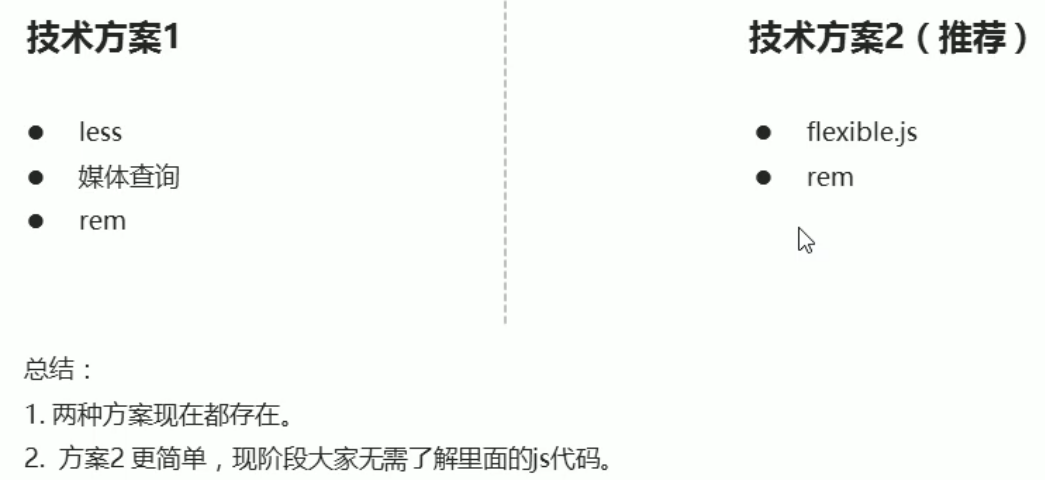 技术方案1
● less
● 媒体查询
● rem
技术方案2（推荐）
● flexible.js
● rem
总结：
1. 两种方案现在都存在。
2. 方案2 更简单，现阶段大家无需了解里面的js代码。